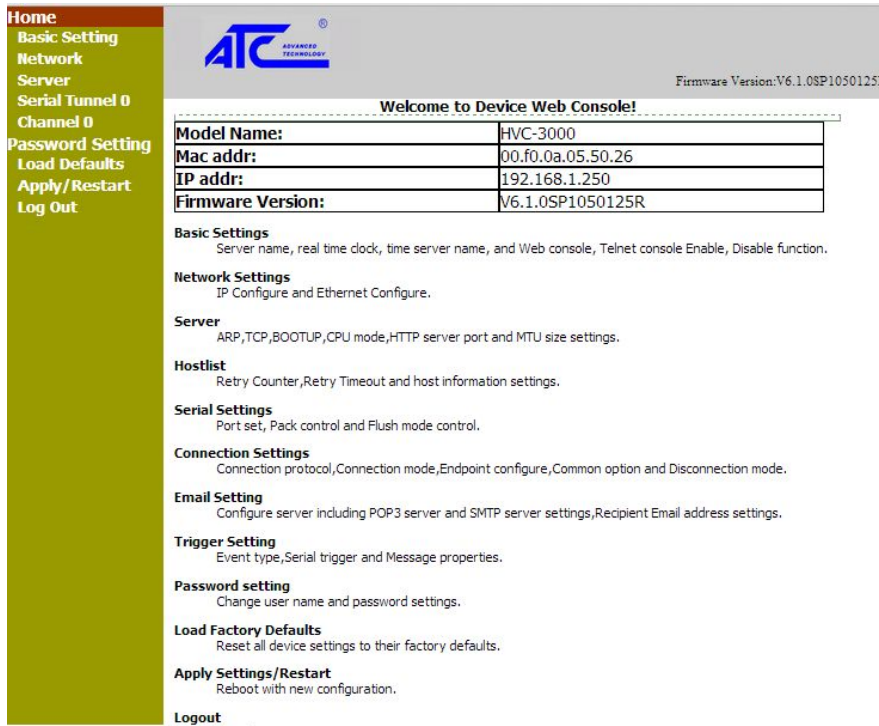 Home
Basic Setting
Network
Server
Serial Tunnel 0
Channel 0
Password Setting
Load Defaults
Apply/Restart
Log Out
ATC ADVANCED TECHNOLOGY ®
Firmware Version:V6.1.0SP1050125
Welcome to Device Web Console!
Model Name: HVC-3000
Mac addr: 00.f0.0a.05.50.26
IP addr: 192.168.1.250
Firmware Version: V6.1.0SP1050125R
Basic Settings
Server name, real time clock, time server name, and Web console, Telnet console Enable, Disable function.
Network Settings
IP Configure and Ethernet Configure.
Server
ARP,TCP,BOOTUP,CPU mode,HTTP server port and MTU size settings.
Hostlist
Retry Counter,Retry Timeout and host information settings.
Serial Settings
Port set, Pack control and Flush mode control.
Connection Settings
Connection protocol,Connection mode,Endpoint configure,Common option and Disconnection mode.
Email Setting
Configure server including POP3 server and SMTP server settings,Recipient Email address settings.
Trigger Setting
Event type,Serial trigger and Message properties.
Password setting
Change user name and password settings.
Load Factory Defaults
Reset all device settings to their factory defaults.
Apply Settings/Restart
Reboot with new configuration.
Logout